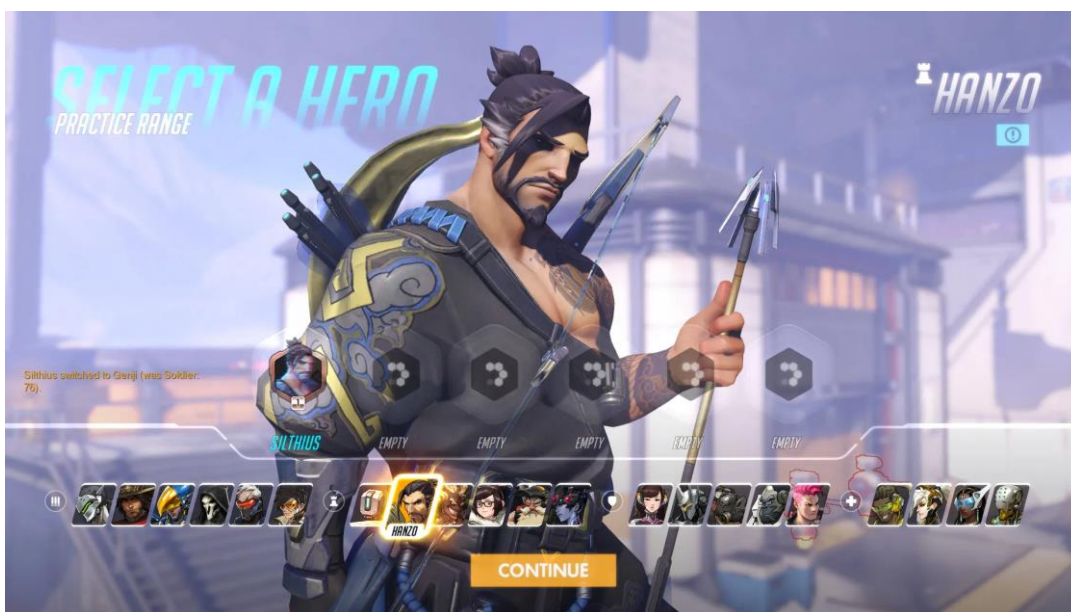 SELECT A HERO
PRACTICE RANGE
HANZO
Silthius switched to Genji (was Soldier:
76).
SILTHIUS
EMPTY
EMPTY
EMPTY
EMPTY
EMPTY
HANZO
CONTINUE